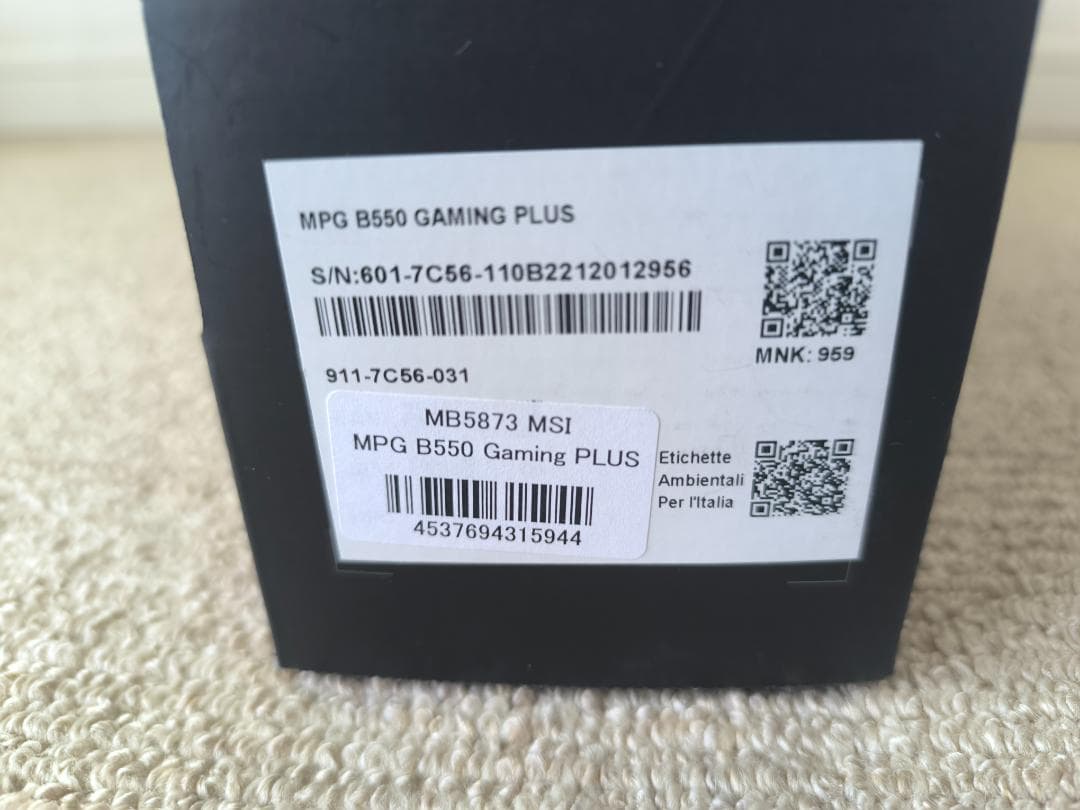 MPG B550 GAMING PLUS
S/N:601-7C56-110B2212012956
MNK: 959
911-7C56-031
MB5873 MSI
MPG B550 Gaming PLUS
4537694315944
Etichette
Ambientali
Per l'Italia